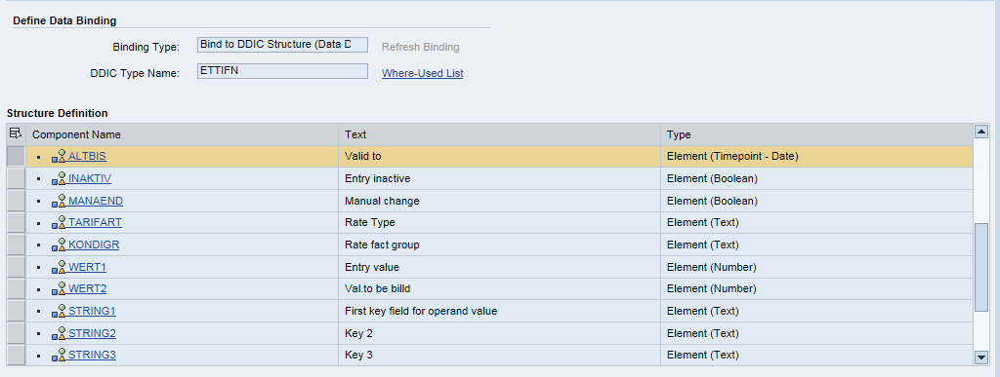 Define Data Binding
Binding Type: Bind to DDIC Structure (Data D Refresh Binding
DDIC Type Name: ETTIFN Where-Used List
Structure Definition
Component Name Text Type
ALTBIS Valid to Element (Timepoint - Date)
INAKTIV Entry inactive Element (Boolean)
MANAEND Manual change Element (Boolean)
TARIFART Rate Type Element (Text)
KONDIGR Rate fact group Element (Text)
WERT1 Entry value Element (Number)
WERT2 Val.to be billd Element (Number)
STRING1 First key field for operand value Element (Text)
STRING2 Key 2 Element (Text)
STRING3 Key 3 Element (Text)